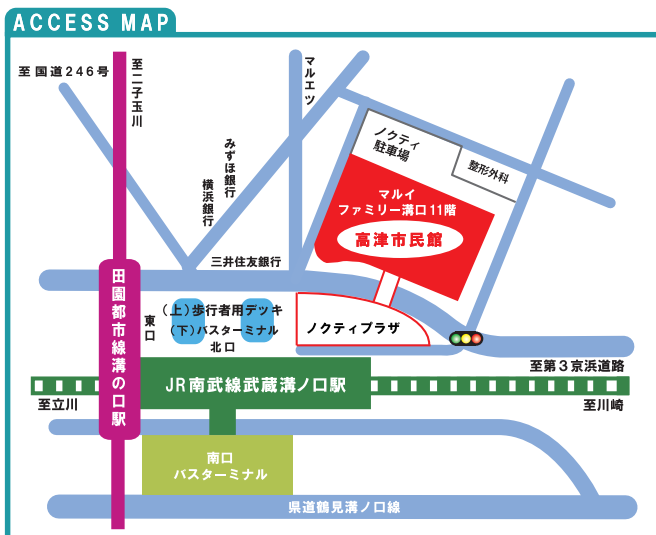 ACCESS MAP
至国道246号
至二子玉川
マルエツ
みずほ銀行
横浜銀行
三井住友銀行
ノクティ
駐車場
整形外科
マルイ
ファミリー溝口11階
高津市民館
田園都市線溝の口駅
東口
(上)歩行者用デッキ
(下)バスターミナル
北口
ノクティプラザ
至第3京浜道路
JR南武線武蔵溝ノ口駅
至立川
至川崎
南口
バスターミナル
県道鶴見溝ノ口線